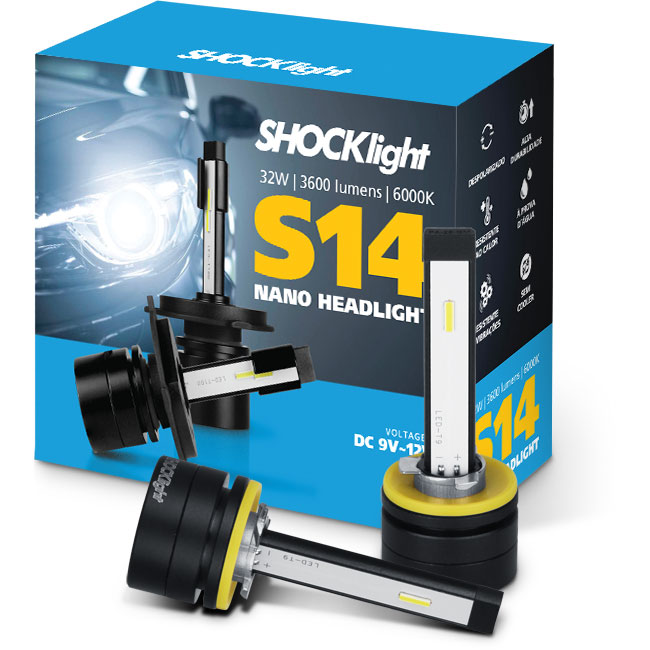 SHOCKlight
SHOCKlight
32W | 3600 lumens | 6000K
S14
NANO HEADLIGHT
VOLTAGE
DC 9V~12V
DESPOLARIZADO
ALTA
DURABILIDADE
RESISTENTE
AO CALOR
À PROVA
D'ÁGUA
RESISTENTE
VIBRAÇÕES
SEM
COOLER
W | 3600 lumens | 6000K
S14
HEADLIGHT
LED-T9
SHOCKlight
LED-T9